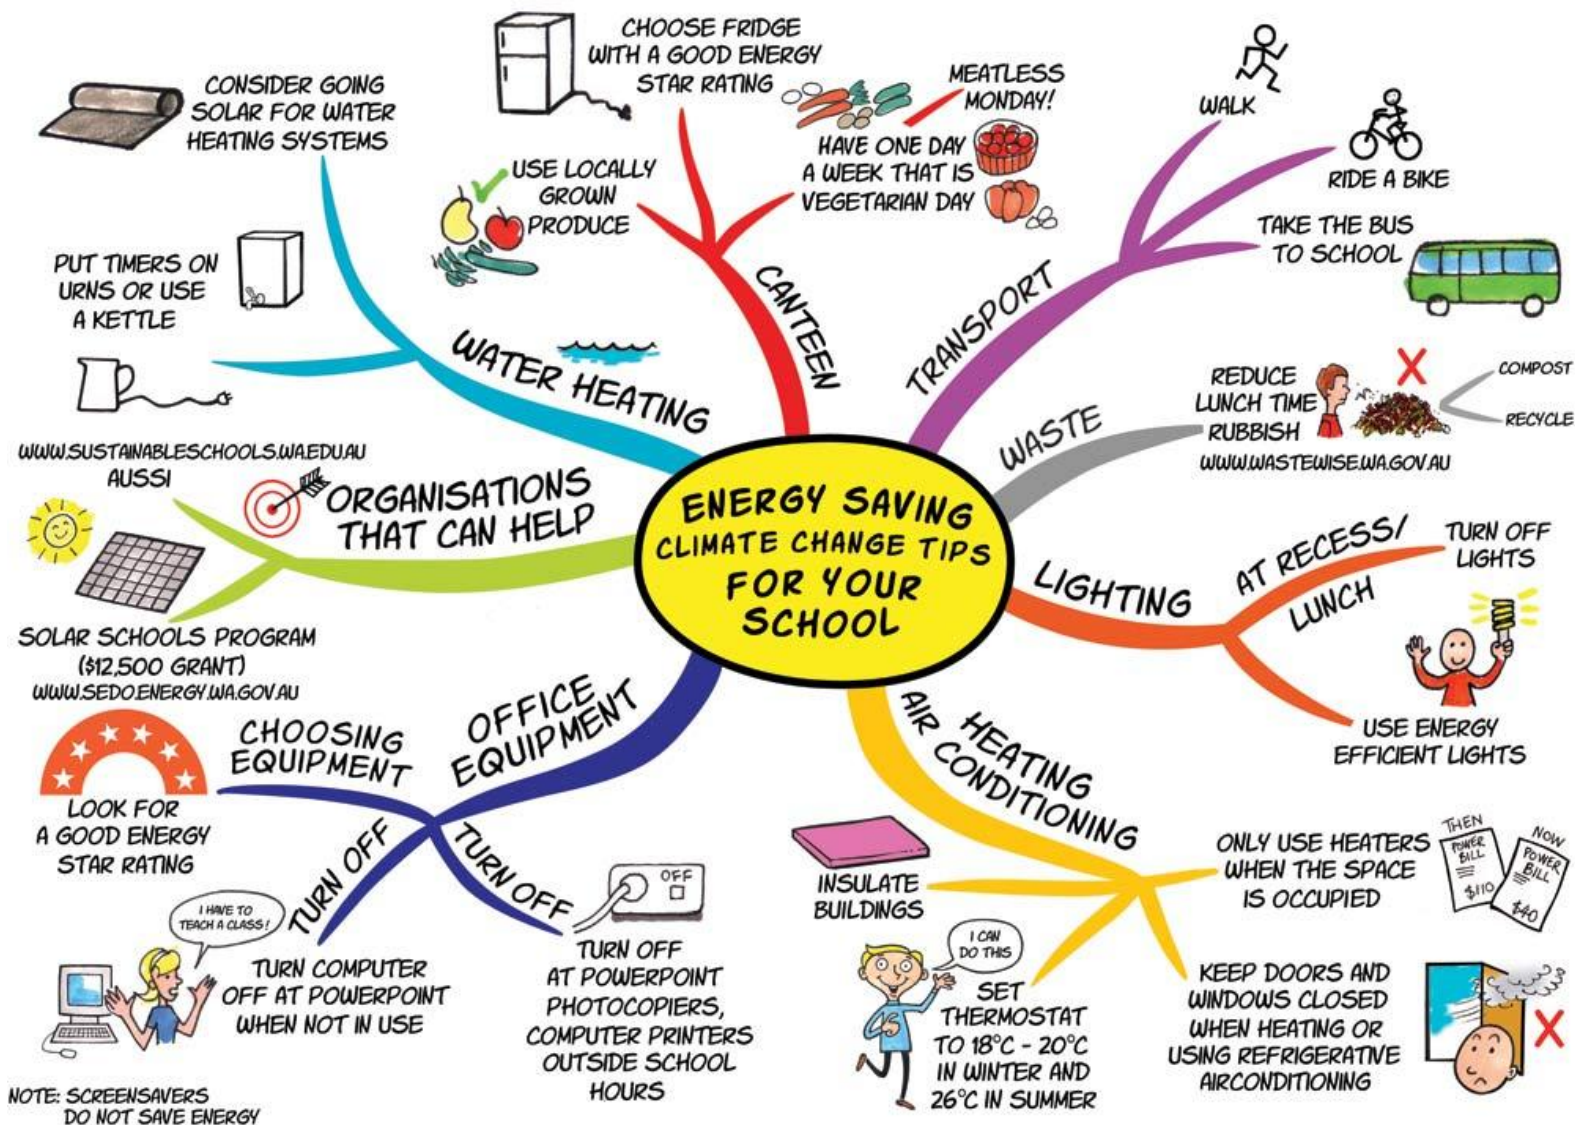 ENERGY SAVING
CLIMATE CHANGE TIPS
FOR YOUR
SCHOOL
CANTEEN
USE LOCALLY
GROWN
PRODUCE
CHOOSE FRIDGE
WITH A GOOD ENERGY
STAR RATING
MEATLESS
MONDAY!
HAVE ONE DAY
A WEEK THAT IS
VEGETARIAN DAY
TRANSPORT
WALK
RIDE A BIKE
TAKE THE BUS
TO SCHOOL
WASTE
REDUCE
LUNCH TIME
RUBBISH
WWW.WASTEWISE.WA.GOV.AU
COMPOST
RECYCLE
LIGHTING
AT RECESS/
LUNCH
TURN OFF
LIGHTS
USE ENERGY
EFFICIENT LIGHTS
HEATING
AIR CONDITIONING
ONLY USE HEATERS
WHEN THE SPACE
IS OCCUPIED
THEN
POWER
BILL
$110
NOW
POWER
BILL
$40
KEEP DOORS AND
WINDOWS CLOSED
WHEN HEATING OR
USING REFRIGERATIVE
AIRCONDITIONING
I CAN
DO THIS
SET
THERMOSTAT
TO 18°C - 20°C
IN WINTER AND
26°C IN SUMMER
INSULATE
BUILDINGS
OFFICE
EQUIPMENT
TURN OFF
OFF
TURN OFF
AT POWERPOINT
PHOTOCOPIERS,
COMPUTER PRINTERS
OUTSIDE SCHOOL
HOURS
TURN OFF
I HAVE TO
TEACH A CLASS!
TURN COMPUTER
OFF AT POWERPOINT
WHEN NOT IN USE
NOTE: SCREENSAVERS
DO NOT SAVE ENERGY
CHOOSING
EQUIPMENT
LOOK FOR
A GOOD ENERGY
STAR RATING
ORGANISATIONS
THAT CAN HELP
WWW.SUSTAINABLESCHOOLS.WA.EDU.AU
AUSSI
SOLAR SCHOOLS PROGRAM
($12,500 GRANT)
WWW.SEDO.ENERGY.WA.GOV.AU
WATER HEATING
PUT TIMERS ON
URNS OR USE
A KETTLE
CONSIDER GOING
SOLAR FOR WATER
HEATING SYSTEMS